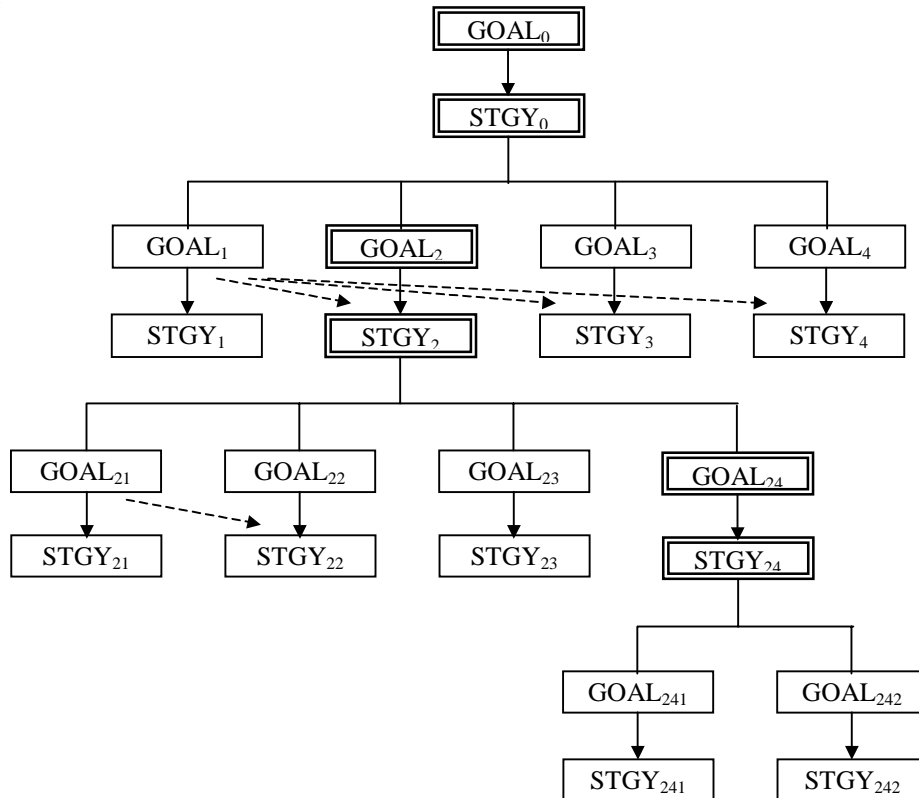 GOAL₀
STGY₀
GOAL₁ GOAL₂ GOAL₃ GOAL₄
STGY₁ STGY₂ STGY₃ STGY₄
GOAL₂₁ GOAL₂₂ GOAL₂₃ GOAL₂₄
STGY₂₁ STGY₂₂ STGY₂₃ STGY₂₄
GOAL₂₄₁ GOAL₂₄₂
STGY₂₄₁ STGY₂₄₂